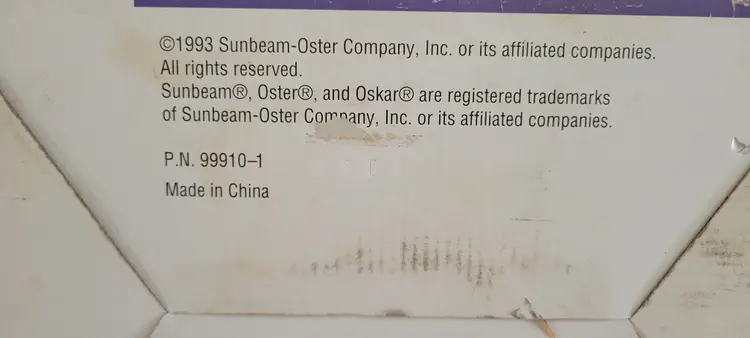 ©1993 Sunbeam-Oster Company, Inc. or its affiliated companies.
All rights reserved.
Sunbeam®, Oster®, and Oskar® are registered trademarks
of Sunbeam-Oster Company, Inc. or its affiliated companies.
P.N. 99910–1
Made in China